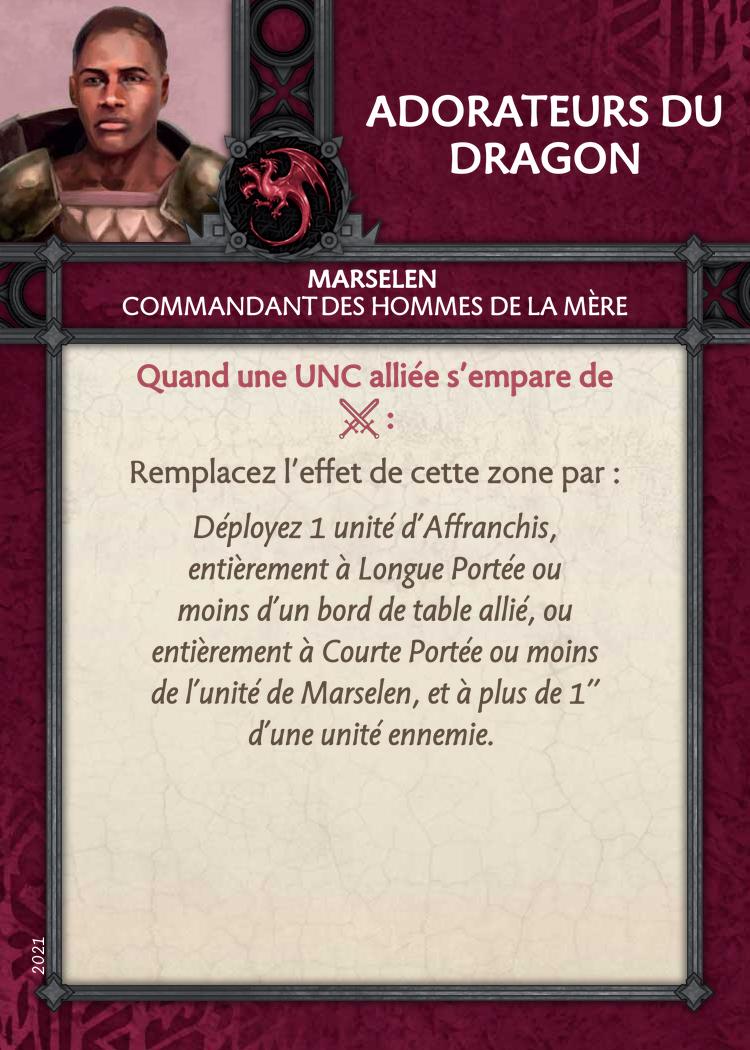 ADORATEURS DU
DRAGON
MARSELEN
COMMANDANT DES HOMMES DE LA MÈRE
Quand une UNC alliée s’empare de
:
Remplacez l’effet de cette zone par :
Déployez 1 unité d’Affranchis,
entièrement à Longue Portée ou
moins d’un bord de table allié, ou
entièrement à Courte Portée ou moins
de l’unité de Marselen, et à plus de 1”
d’une unité ennemie.
2021